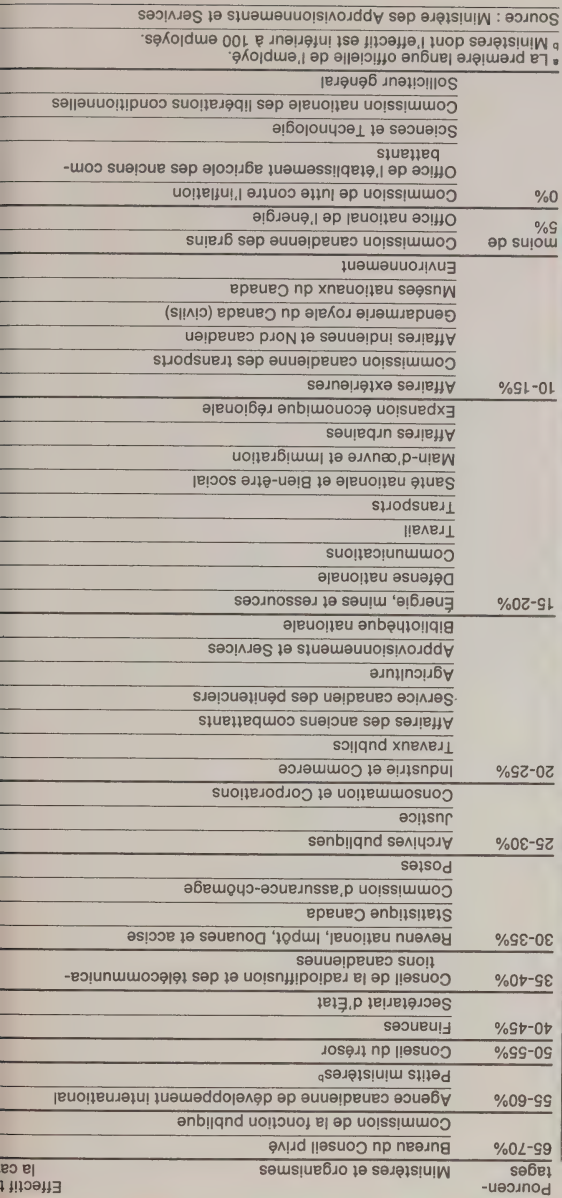 Pourcen- Effectif t
tages Ministères et organismes la ca
65-70% Bureau du Conseil privé
Commission de la fonction publique
55-60% Agence canadienne de développement international
Petits ministères^b
50-55% Conseil du trésor
40-45% Finances
Secrétariat d'État
35-40% Conseil de la radiodiffusion et des télécommunica-
tions canadiennes
30-35% Revenu national, Impôt, Douanes et accise
Statistique Canada
Commission d'assurance-chômage
Postes
25-30% Archives publiques
Justice
Consommation et Corporations
20-25% Industrie et Commerce
Travaux publics
Affaires des anciens combattants
Service canadien des pénitenciers
Agriculture
Approvisionnements et Services
Bibliothèque nationale
15-20% Énergie, mines et ressources
Défense nationale
Communications
Travail
Transports
Santé nationale et Bien-être social
Main-d'œuvre et Immigration
Affaires urbaines
Expansion économique régionale
10-15% Affaires extérieures
Commission canadienne des transports
Affaires indiennes et Nord canadien
Gendarmerie royale du Canada (civils)
Musées nationaux du Canada
Environnement
moins de Commission canadienne des grains
5% Office national de l'énergie
0% Commission de lutte contre l'inflation
Office de l'établissement agricole des anciens com-
battants
Sciences et Technologie
Commission nationale des libérations conditionnelles
Solliciteur général
^a La première langue officielle de l'employé.
^b Ministères dont l'effectif est inférieur à 100 employés.
Source : Ministère des Approvisionnements et Services